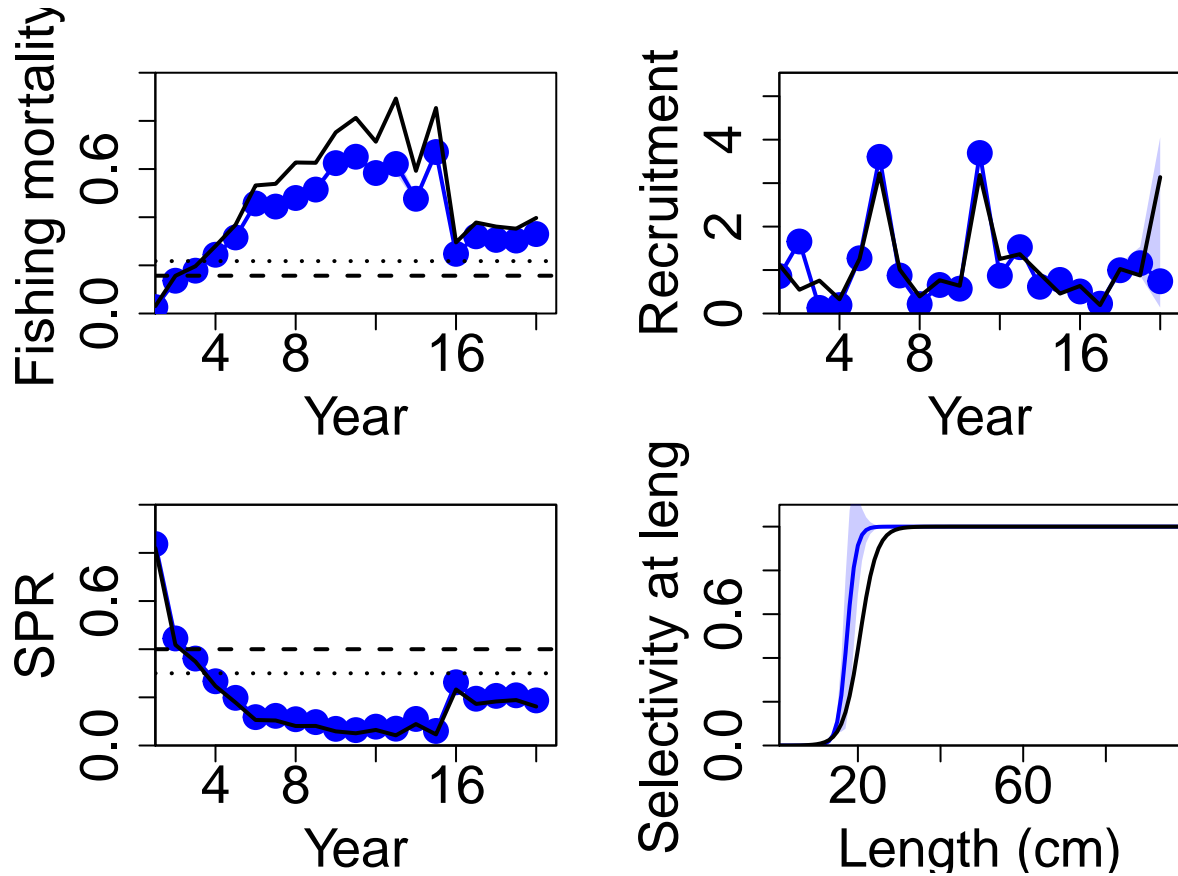 Fishing mortality
0.0 0.6
4 8 16
Year
Recruitment
0 2 4
4 8 16
Year
SPR
0.0 0.6
4 8 16
Year
Selectivity at leng
0.0 0.6
20 60
Length (cm)